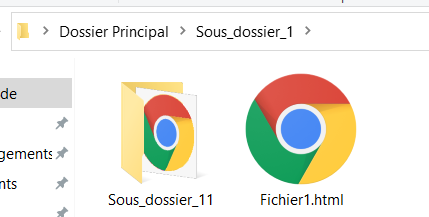 Dossier Principal > Sous_dossier_1 >
de
gements
nts
Sous_dossier_11
Fichier1.html